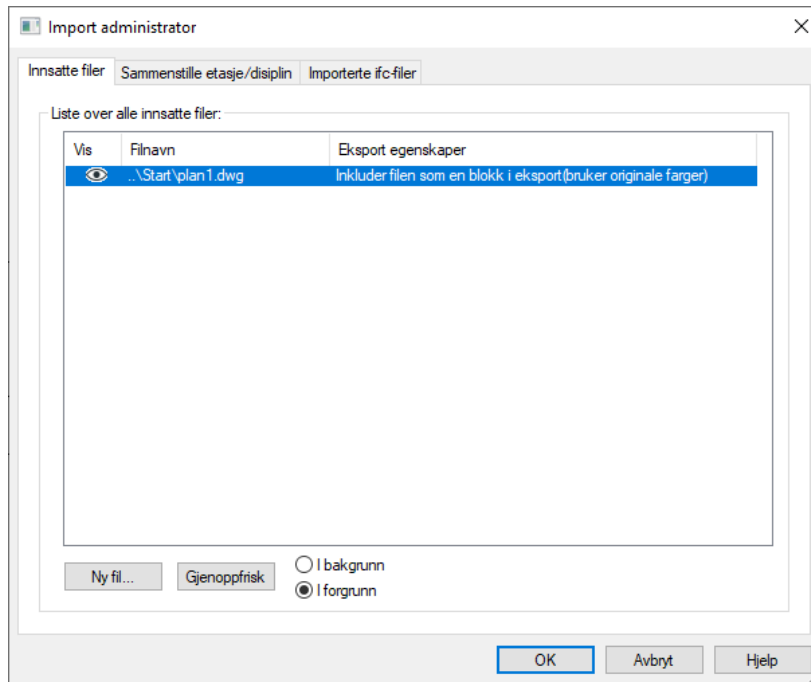 Import administrator
Innsatte filer Sammenstille etasje/disiplin Importerte ifc-filer
Liste over alle innsatte filer:
Vis Filnavn Eksport egenskaper
..\Start\plan1.dwg Inkluder filen som en blokk i eksport(bruker originale farger)
Ny fil... Gjenoppfrisk
I bakgrunn
I forgrunn
OK Avbryt Hjelp